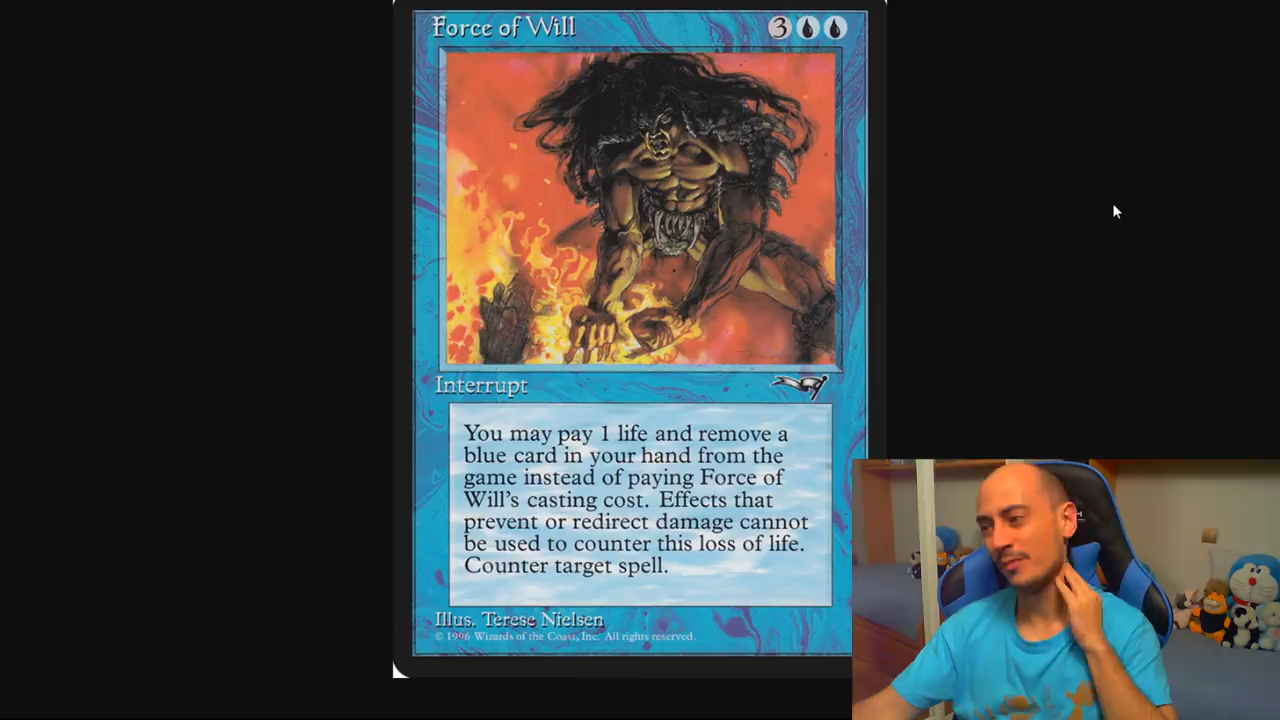 Force of Will 3
Interrupt
You may pay 1 life and remove a
blue card in your hand from the
game instead of paying Force of
Will's casting cost. Effects that
prevent or redirect damage cannot
be used to counter this loss of life.
Counter target spell.
Illus. Terese Nielsen
© 1996 Wizards of the Coast, Inc. All rights reserved.